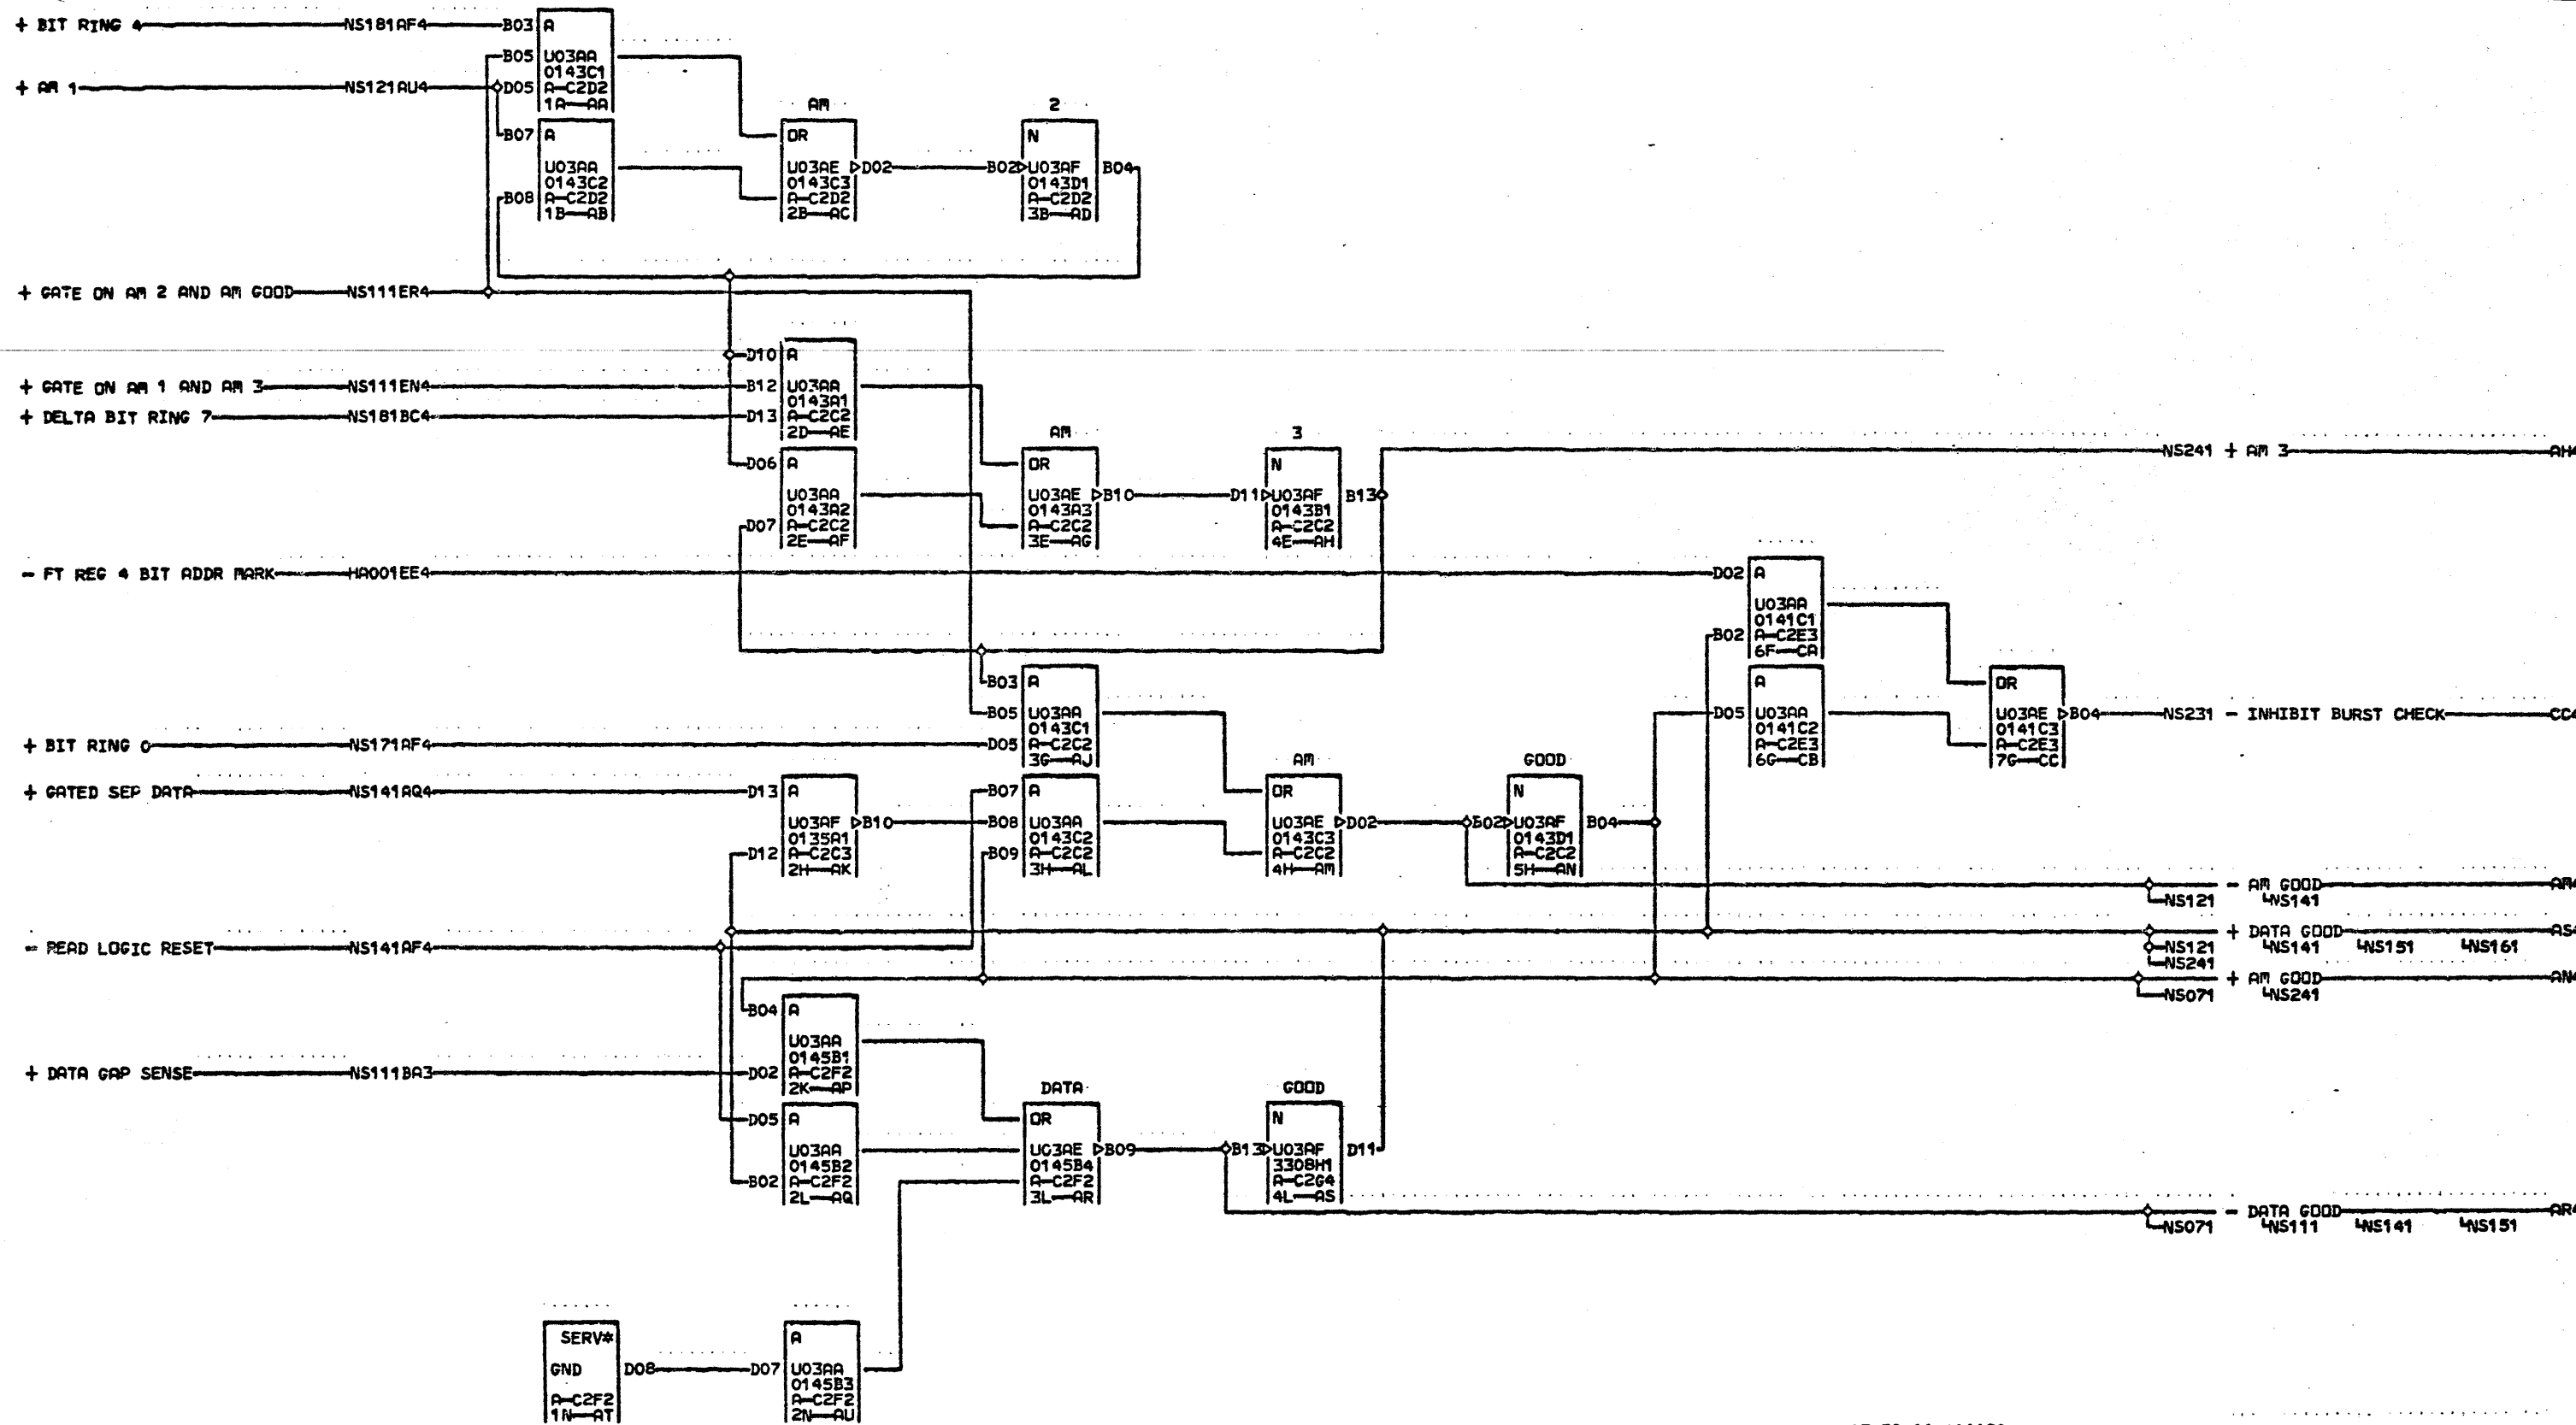 + BIT RING 4 NS181AF4 B03 A
B05 U03AA
0143C1
+ AM 1 NS121AU4 D05 A-C2D2
1A-AA
AM 2
B07 A OR N
U03AA U03AE D02 B02 U03AF B04
0143C2 0143C3 0143D1
B08 A-C2D2 A-C2D2 A-C2D2
1B-AB 2B-AC 3B-AD
+ GATE ON AM 2 AND AM GOOD NS111ER4
D10 A
+ GATE ON AM 1 AND AM 3 NS111EN4 B12 U03AA
0143A1
+ DELTA BIT RING 7 NS181BC4 D13 A-C2C2
2D-AE
AM 3
NS241 + AM 3
D06 A OR N
U03AA U03AE B10 D11 U03AF B13
0143A2 0143A3 0143B1
D07 A-C2C2 A-C2C2 A-C2C2
2E-AF 3E-AG 4E-AH
- FT REG 4 BIT ADDR MARK HA001EE4 D02 A
U03AA
0141C1
B02 A-C2E3
6F-CA
B03 A A OR
B05 U03AA D05 U03AA U03AE B04 NS231 - INHIBIT BURST CHECK
0143C1 0141C2 0141C3
+ BIT RING 0 NS171AF4 D05 A-C2C2 A-C2E3 A-C2E3
3G-AJ 6G-CB 7G-CC
AM GOOD
+ GATED SEP DATA NS141AQ4 D13 A B07 A OR N
U03AF B10 B08 U03AA U03AE D02 B02 U03AF B04
0135A1 0143C2 0143C3 0143D1
D12 A-C2C3 B09 A-C2C2 A-C2C2 A-C2C2
2H-AK 3H-AL 4H-AM 5H-AN
- AM GOOD
NS121 NS141
+ DATA GOOD
- READ LOGIC RESET NS141AF4 NS121 NS141 NS151 NS161
NS241
+ AM GOOD
NS071 NS241
B04 A
U03AA
0145B1
+ DATA GAP SENSE NS111BA3 D02 A-C2F2
2K-AP
DATA GOOD
D05 A OR N
U03AA U03AE B09 B13 U03AF D11
0145B2 0145B4 3308H1
B02 A-C2F2 A-C2F2 A-C2G4
2L-AQ 3L-AR 4L-AS
- DATA GOOD
NS071 NS111 NS141 NS151
SERV* A
GND D08 D07 U03AA
0145B3
A-C2F2 A-C2F2
1N-AT 2N-AU